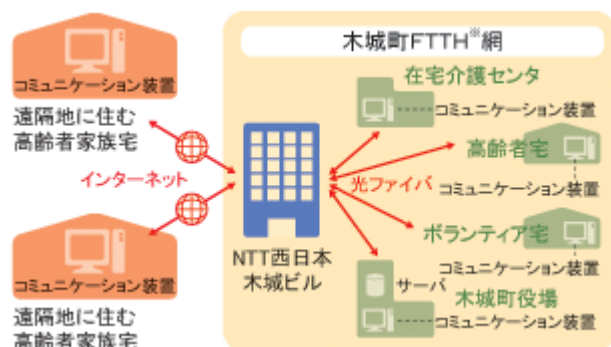 木城町FTTH※網
コミュニケーション装置
遠隔地に住む
高齢者家族宅
インターネット
コミュニケーション装置
遠隔地に住む
高齢者家族宅
NTT西日本
木城ビル
光ファイバ
在宅介護センタ
コミュニケーション装置
高齢者宅
コミュニケーション装置
ボランティア宅
コミュニケーション装置
サーバ
木城町役場
コミュニケーション装置